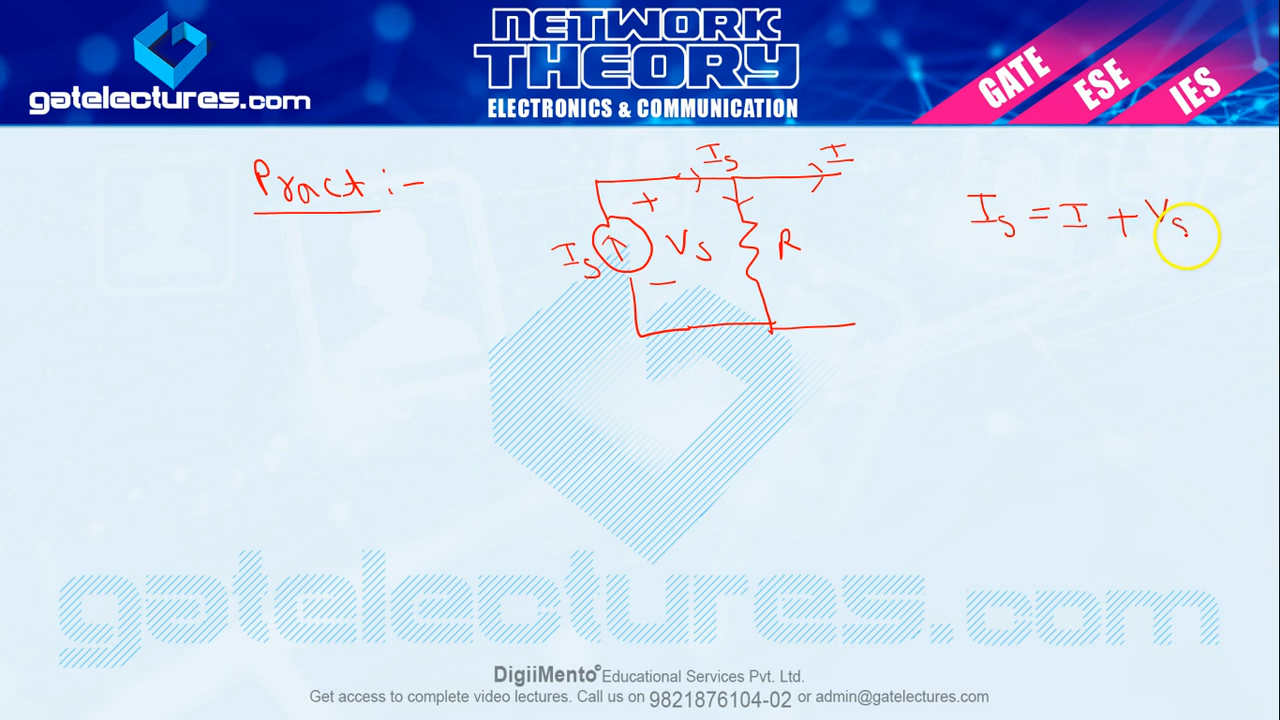 gatelectures.com
NETWORK
THEORY
ELECTRONICS & COMMUNICATION
GATE
ESE
IES
Pract :-
Is
I
+
Is
Vs
R
-
Is = I + Vs
gatelectures.com
DigiiMento© Educational Services Pvt. Ltd.
Get access to complete video lectures. Call us on 9821876104-02 or admin@gatelectures.com